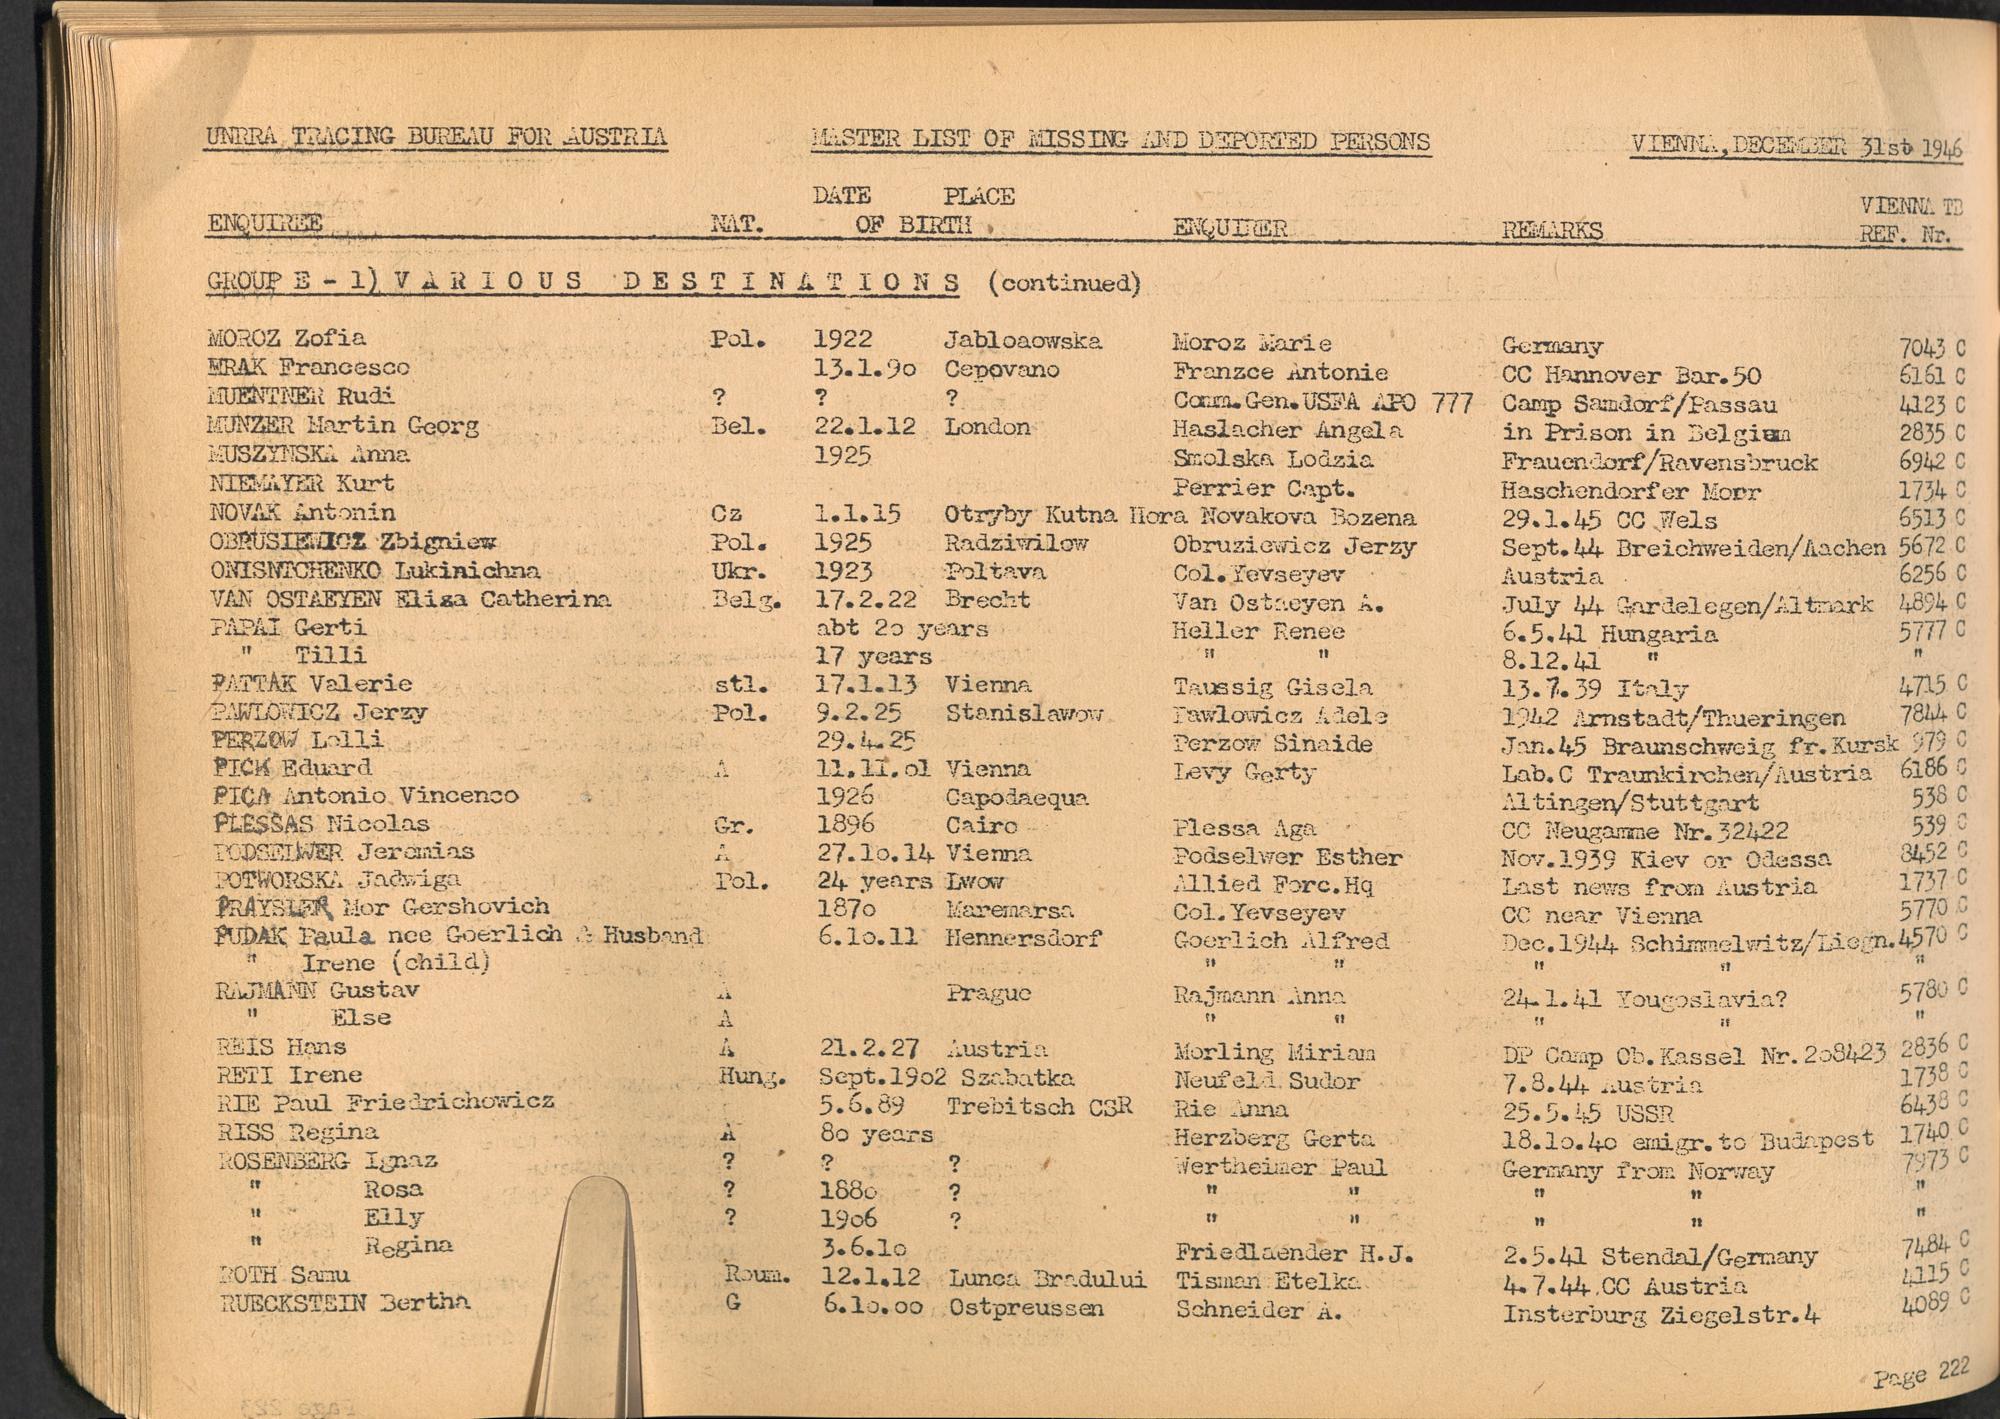 UNRRA TRACING BUREAU FOR AUSTRIA MASTER LIST OF MISSING AND DEPORTED PERSONS VIENNA, DECEMBER 31st 1946
DATE PLACE VIENNA TB
ENQUIREE NAT. OF BIRTH ENQUIRER REMARKS REF. Nr.
GROUP E - 1) VARIOUS DESTINATIONS (continued)
MOROZ Zofia Pol. 1922 Jabloaowska Moroz Marie Germany 7043 C
MRAK Francesco 13.1.9o Cepovano Franzce Antonie CC Hannover Bar.50 6161 C
MUENTNER Rudi ? ? ? Comm.Gen.USFA APO 777 Camp Samdorf/Passau 4123 C
MUNZER Martin Georg Bel. 22.1.12 London Haslacher Angela in Prison in Belgium 2835 C
MUSZYNSKA Anna 1925 Smolska Lodzia Frauendorf/Ravensbruck 6942 C
NIEMAYER Kurt Perrier Capt. Haschendorfer Morr 1734 C
NOVAK Antonin Cz 1.1.15 Otryby Kutna Hora Novakova Bozena 29.1.45 CC Wels 6513 C
OBRUSIEWICZ Zbigniew Pol. 1925 Radziwilow Obruziewicz Jerzy Sept.44 Breichweiden/Aachen 5672 C
ONISNTCHENKO Lukinichna Ukr. 1923 Poltava Col.Yevseyev Austria 6256 C
VAN OSTAEYEN Eliza Catherina Belg. 17.2.22 Brecht Van Ostaeyen A. July 44 Gardelegen/Altmark 4894 C
PAPAI Gerti abt 2o years Heller Renee 6.5.41 Hungaria 5777 C
" Tilli 17 years " " 8.12.41 " "
PATTAK Valerie stl. 17.1.13 Vienna Taussig Gisela 13.7.39 Italy 4715 C
PAWLOWICZ Jerzy Pol. 9.2.25 Stanislawow Pawlowicz Adele 1942 Arnstadt/Thueringen 7844 C
PERZOW Lolli 29.4.25 Perzow Sinaide Jan.45 Braunschweig fr.Kursk 979 C
PICK Eduard A 11.11.o1 Vienna Levy Gerty Lab.C Traunkirchen/Austria 6186 C
PICA Antonio Vincenco 1926 Capodaequa Altingen/Stuttgart 538 C
PLESSAS Nicolas Gr. 1896 Cairo Plessa Aga CC Neugamme Nr.32422 539 C
PODSELWER Jeremias A 27.1o.14 Vienna Podselwer Esther Nov.1939 Kiev or Odessa 8452 C
POTWORSKA Jadwiga Pol. 24 years Lwow Allied Forc.Hq Last news from Austria 1737 C
PRAYSLER Mor Gershovich 187o Maremarsa Col.Yevseyev CC near Vienna 5770 C
PUDAK Paula nee Goerlich & Husband 6.1o.11 Hennersdorf Goerlich Alfred Dec.1944 Schimmelwitz/Liegn. 4570 C
" Irene (child) " " " " "
RAJMANN Gustav A Prague Rajmann Anna 24.1.41 Yougoslavia? 5780 C
" Else A " " " " "
REIS Hans A 21.2.27 Austria Morling Miriam DP Camp Ob.Kassel Nr.2o8423 2836 C
RETI Irene Hung. Sept.19o2 Szabatka Neufeld Sudor 7.8.44 Austria 1738 C
RIE Paul Friedrichowicz 5.6.89 Trebitsch CSR Rie Anna 25.5.45 USSR 6438 C
RISS Regina A 8o years Herzberg Gerta 18.1o.4o emigr.to Budapest 1740 C
ROSENBERG Ignaz ? ? ? Wertheimer Paul Germany from Norway 7973 C
" Rosa ? 188o ? " " " " "
" Elly ? 19o6 ? " " " " "
" Regina 3.6.1o Friedlaender H.J. 2.5.41 Stendal/Germany 7484 C
ROTH Samu Roum. 12.1.12 Lunca Bradului Tisman Etelka 4.7.44 CC Austria 4115 C
RUECKSTEIN Bertha G 6.1o.oo Ostpreussen Schneider A. Insterburg Ziegelstr.4 4089 C
Page 222